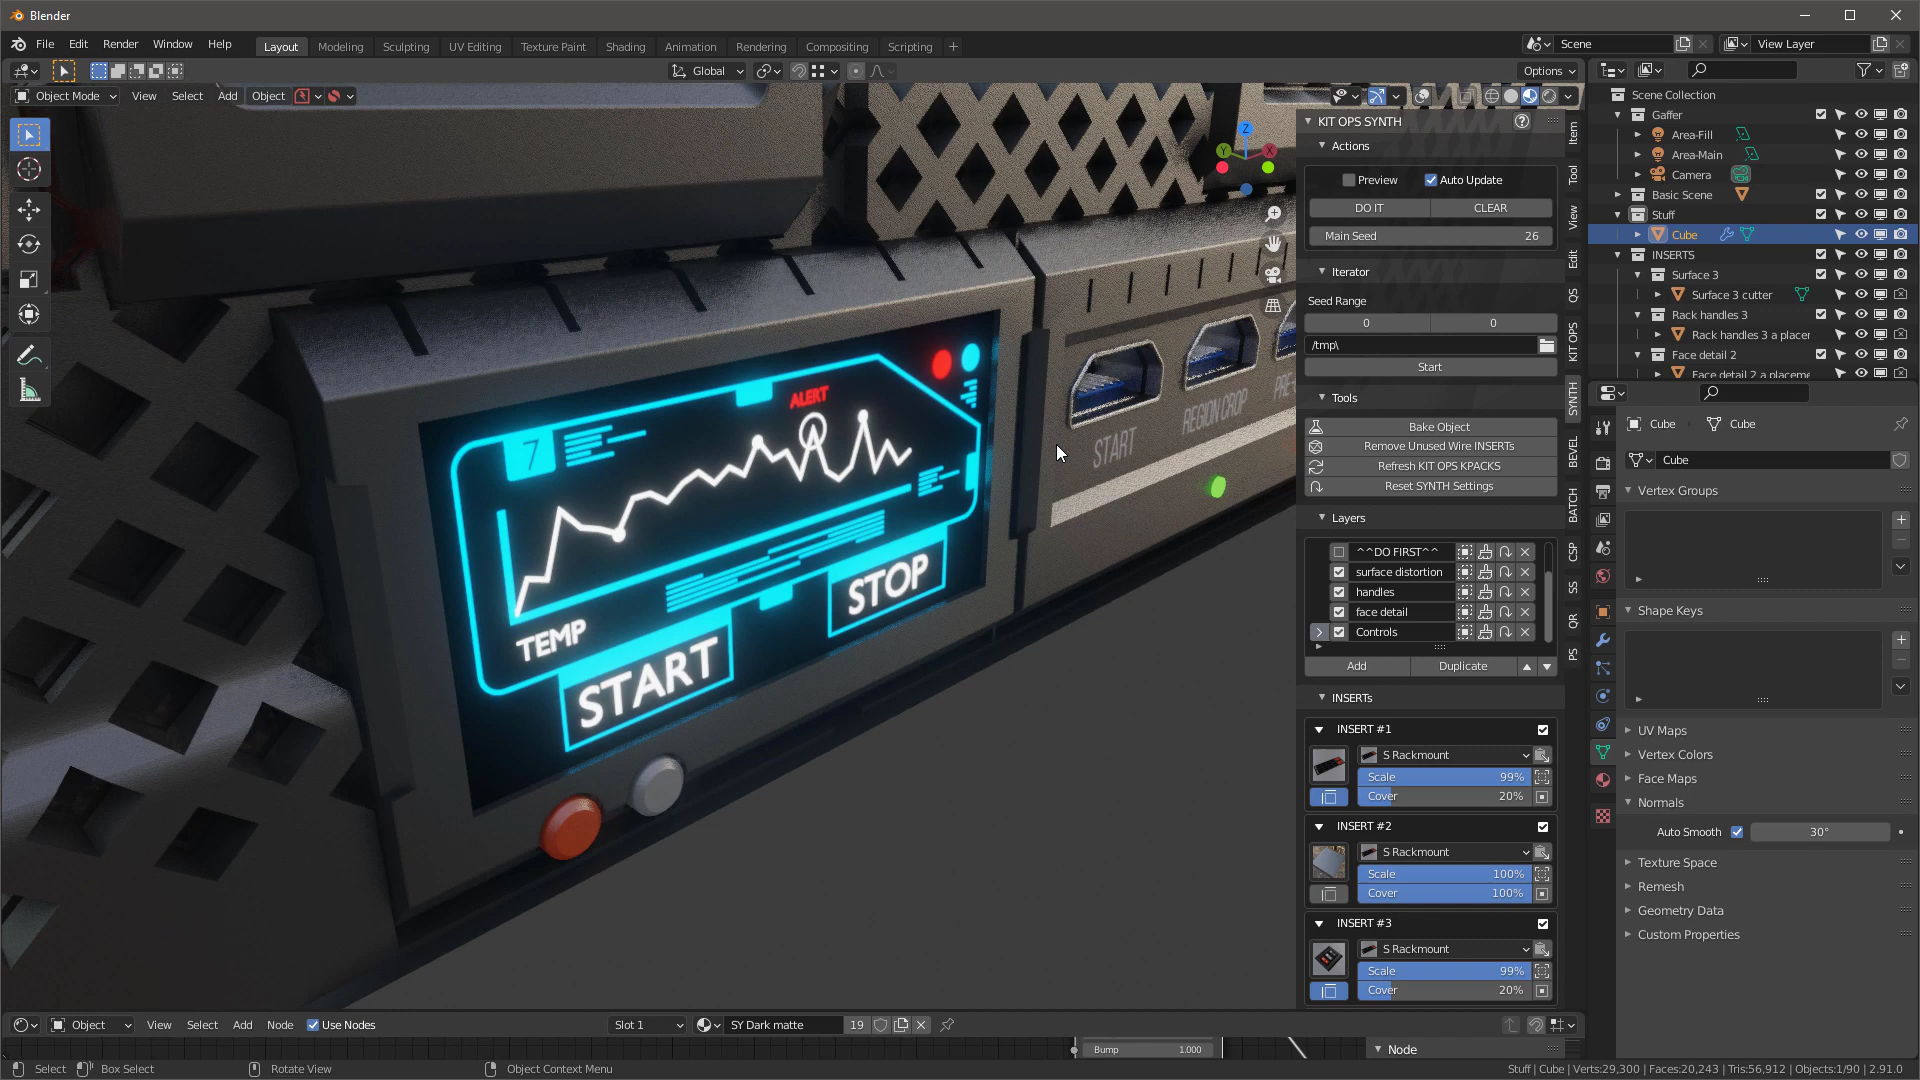 Blender
File Edit Render Window Help
Layout Modeling Sculpting UV Editing Texture Paint Shading Animation Rendering Compositing Scripting +
Scene
View Layer
Global
Options
Object Mode View Select Add Object
KIT OPS SYNTH
Actions
Preview Auto Update
DO IT CLEAR
Main Seed 26
Iterator
Seed Range
0 0
/tmp\
Start
Tools
Bake Object
Remove Unused Wire INSERTs
Refresh KIT OPS KPACKS
Reset SYNTH Settings
Layers
^^DO FIRST^^
surface distortion
handles
face detail
Controls
Add Duplicate
INSERTs
INSERT #1
S Rackmount
Scale 99%
Cover 20%
INSERT #2
S Rackmount
Scale 100%
Cover 100%
INSERT #3
S Rackmount
Scale 99%
Cover 20%
Item
Tool
View
Edit
QS
KIT OPS
SYNTH
BEVEL
BATCH
CSP
SS
QR
PS
Z
Y
X
ALERT
7
TEMP
START
STOP
START
REGION CROP
Scene Collection
Gaffer
Area-Fill
Area-Main
Camera
Basic Scene
Stuff
Cube
INSERTS
Surface 3
Surface 3 cutter
Rack handles 3
Rack handles 3 a placer
Face detail 2
Face detail 2 a placeme
Cube Cube
Cube
Vertex Groups
Shape Keys
UV Maps
Vertex Colors
Face Maps
Normals
Auto Smooth 30°
Texture Space
Remesh
Geometry Data
Custom Properties
Object View Select Add Node Use Nodes
Slot 1
SY Dark matte 19
Bump 1.000
Node
Select Box Select Rotate View Object Context Menu
Stuff | Cube | Verts:29,300 | Faces:20,243 | Tris:56,912 | Objects:1/90 | 2.91.0